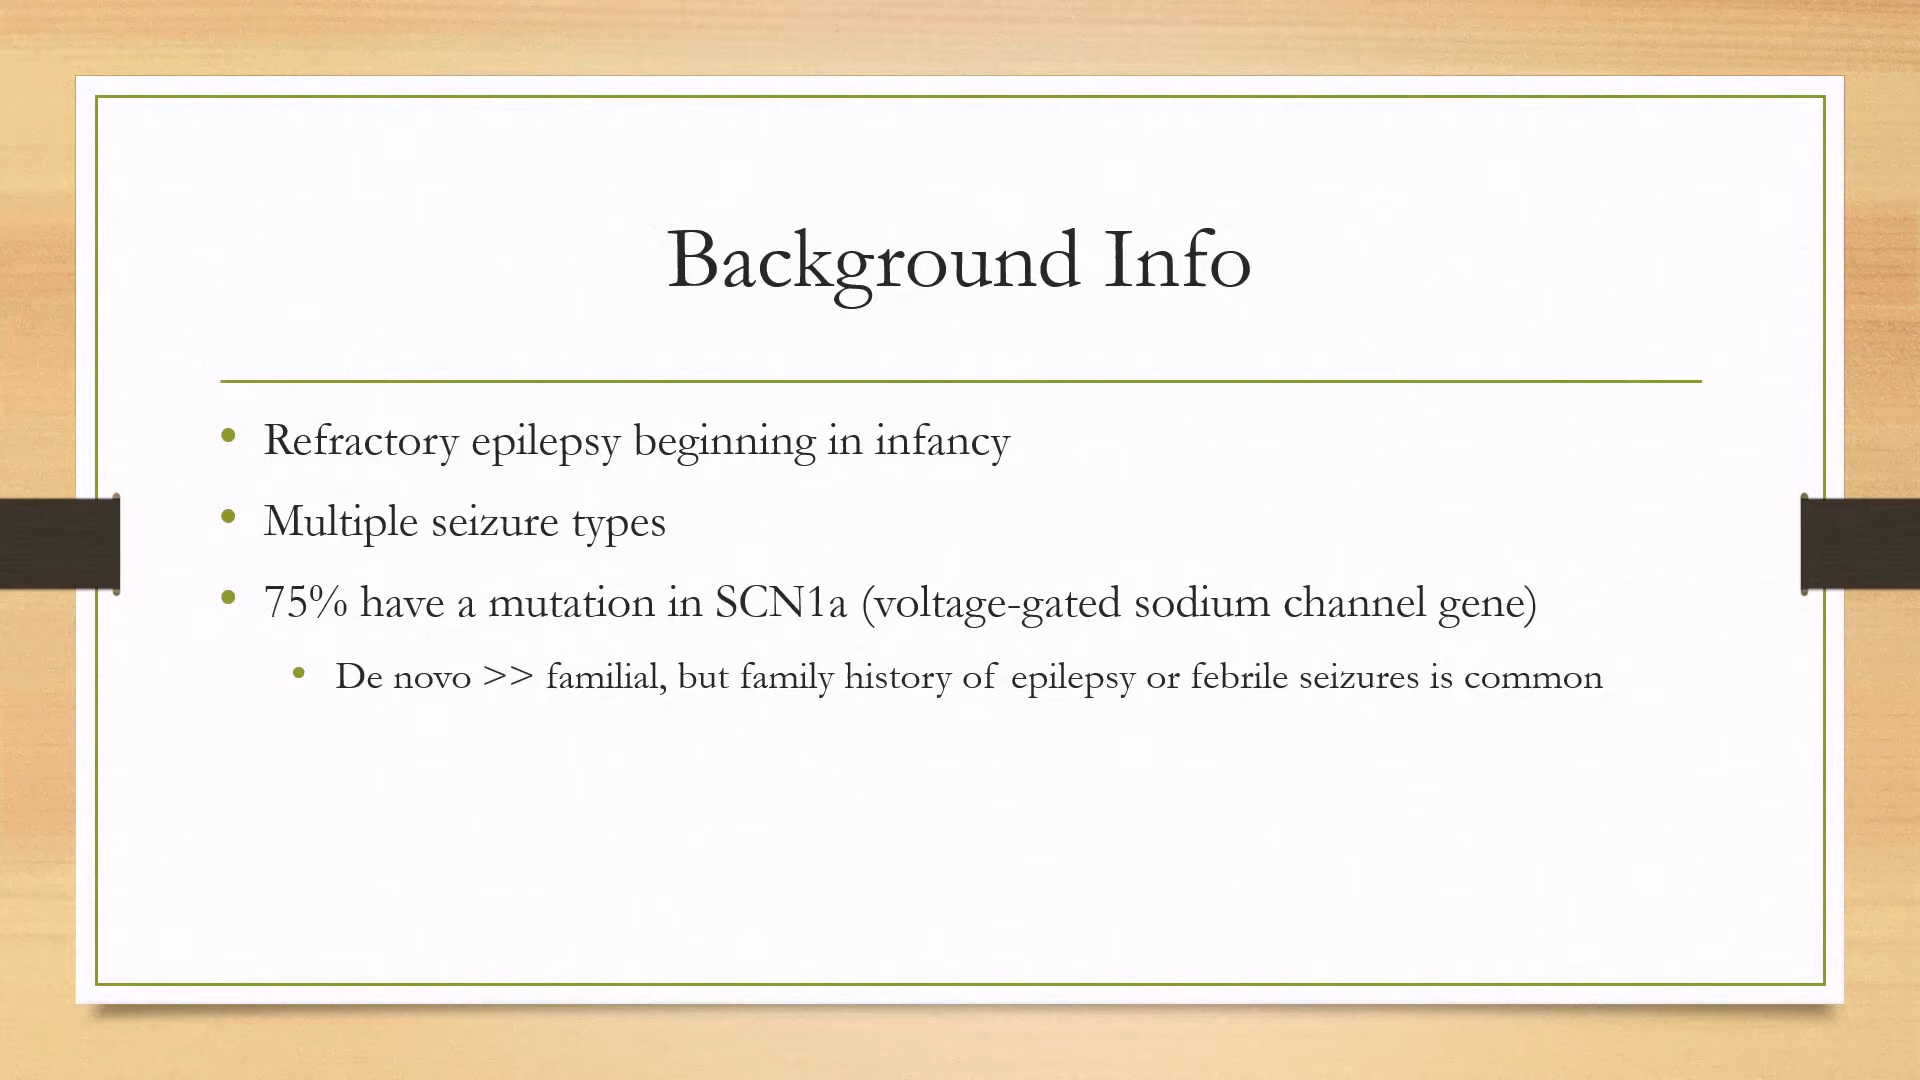 Background Info
• Refractory epilepsy beginning in infancy
• Multiple seizure types
• 75% have a mutation in SCN1a (voltage-gated sodium channel gene)
• De novo >> familial, but family history of epilepsy or febrile seizures is common